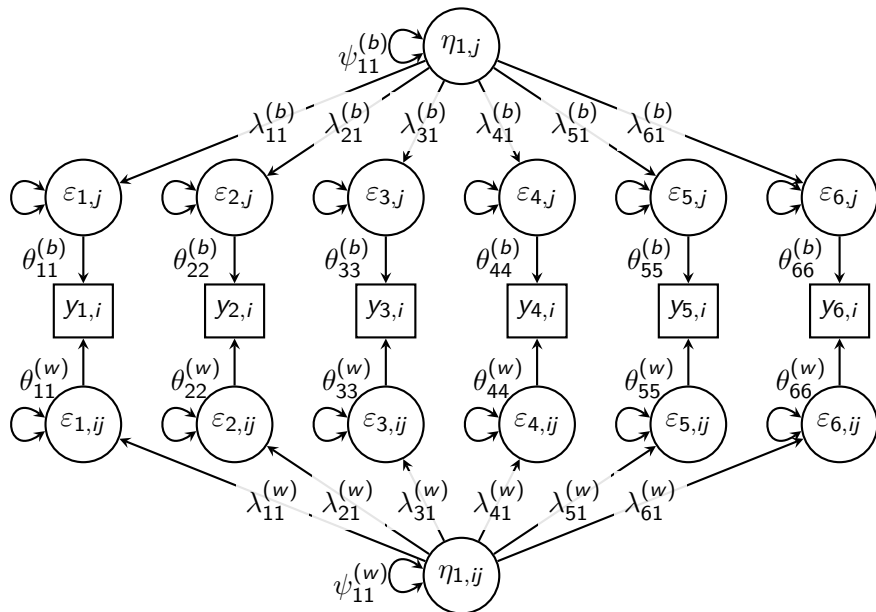 ψ₁₁⁽ᵇ⁾ η₁,ⱼ
λ₁₁⁽ᵇ⁾ λ₂₁⁽ᵇ⁾ λ₃₁⁽ᵇ⁾ λ₄₁⁽ᵇ⁾ λ₅₁⁽ᵇ⁾ λ₆₁⁽ᵇ⁾
ε₁,ⱼ ε₂,ⱼ ε₃,ⱼ ε₄,ⱼ ε₅,ⱼ ε₆,ⱼ
θ₁₁⁽ᵇ⁾ θ₂₂⁽ᵇ⁾ θ₃₃⁽ᵇ⁾ θ₄₄⁽ᵇ⁾ θ₅₅⁽ᵇ⁾ θ₆₆⁽ᵇ⁾
y₁,ᵢ y₂,ᵢ y₃,ᵢ y₄,ᵢ y₅,ᵢ y₆,ᵢ
θ₁₁⁽ʷ⁾ θ₂₂⁽ʷ⁾ θ₃₃⁽ʷ⁾ θ₄₄⁽ʷ⁾ θ₅₅⁽ʷ⁾ θ₆₆⁽ʷ⁾
ε₁,ᵢⱼ ε₂,ᵢⱼ ε₃,ᵢⱼ ε₄,ᵢⱼ ε₅,ᵢⱼ ε₆,ᵢⱼ
λ₁₁⁽ʷ⁾ λ₂₁⁽ʷ⁾ λ₃₁⁽ʷ⁾ λ₄₁⁽ʷ⁾ λ₅₁⁽ʷ⁾ λ₆₁⁽ʷ⁾
ψ₁₁⁽ʷ⁾ η₁,ᵢⱼ